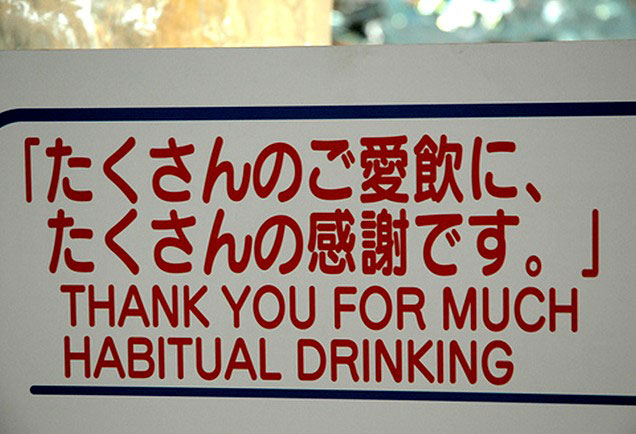 「たくさんのご愛飲に、
たくさんの感謝です。」
THANK YOU FOR MUCH
HABITUAL DRINKING